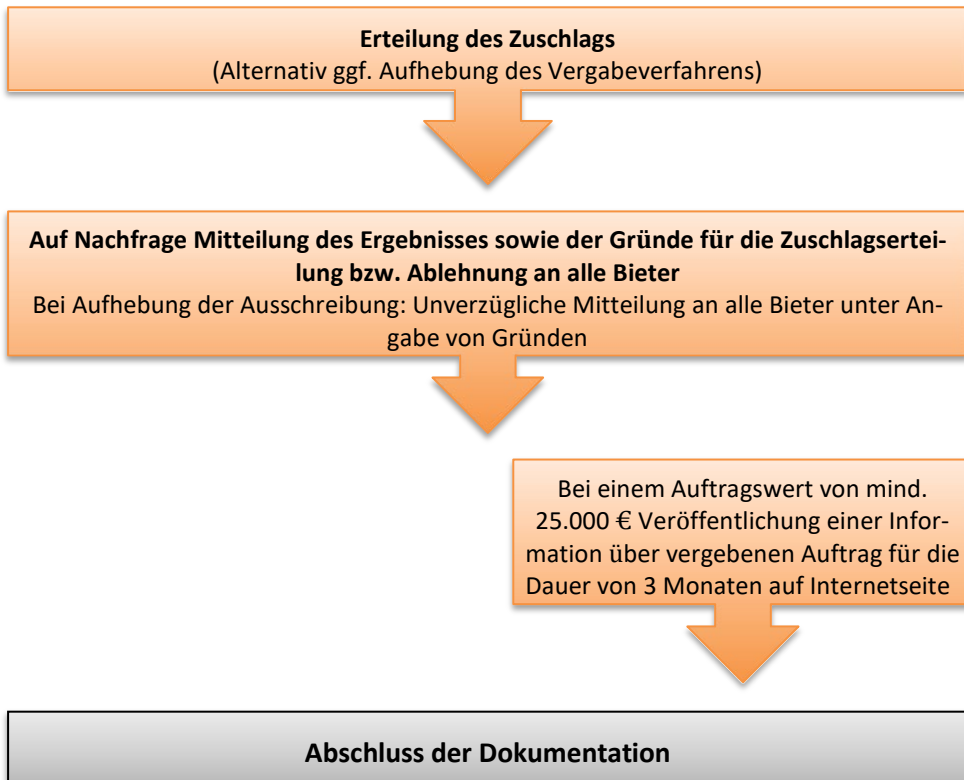 Erteilung des Zuschlags
(Alternativ ggf. Aufhebung des Vergabeverfahrens)
Auf Nachfrage Mitteilung des Ergebnisses sowie der Gründe für die Zuschlagsertei-
lung bzw. Ablehnung an alle Bieter
Bei Aufhebung der Ausschreibung: Unverzügliche Mitteilung an alle Bieter unter An-
gabe von Gründen
Bei einem Auftragswert von mind.
25.000 € Veröffentlichung einer Infor-
mation über vergebenen Auftrag für die
Dauer von 3 Monaten auf Internetseite
Abschluss der Dokumentation